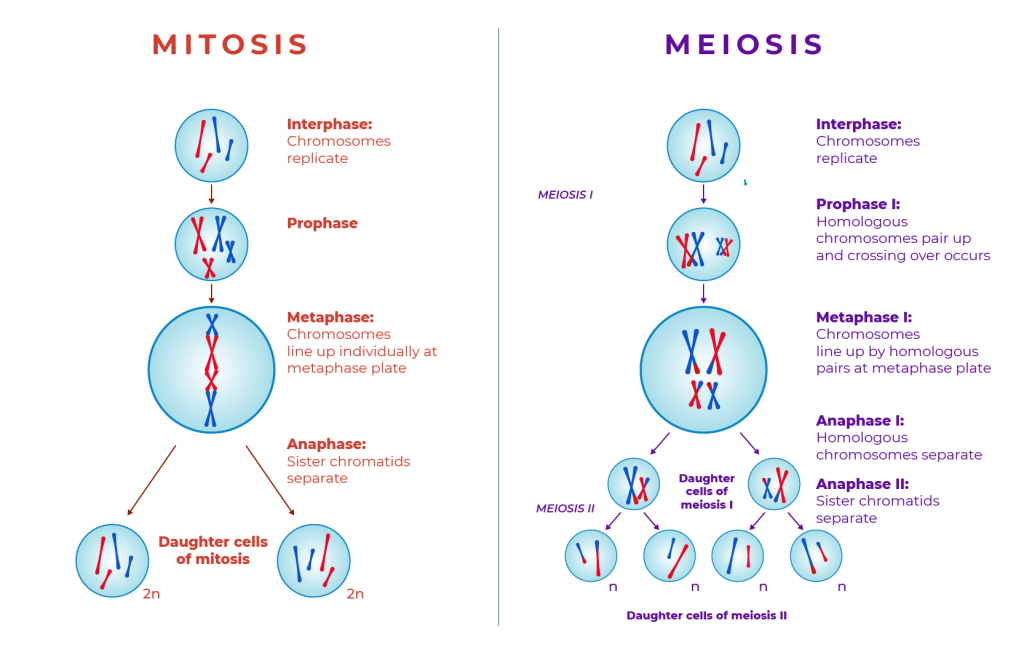 MITOSIS
Interphase:
Chromosomes
replicate
Prophase
Metaphase:
Chromosomes
line up individually at
metaphase plate
Anaphase:
Sister chromatids
separate
Daughter cells
of mitosis
2n
2n
MEIOSIS
Interphase:
Chromosomes
replicate
MEIOSIS I
Prophase I:
Homologous
chromosomes pair up
and crossing over occurs
Metaphase I:
Chromosomes
line up by homologous
pairs at metaphase plate
Anaphase I:
Homologous
chromosomes separate
Daughter
cells of
meiosis I
Anaphase II:
Sister chromatids
separate
MEIOSIS II
n
n
n
n
Daughter cells of meiosis II